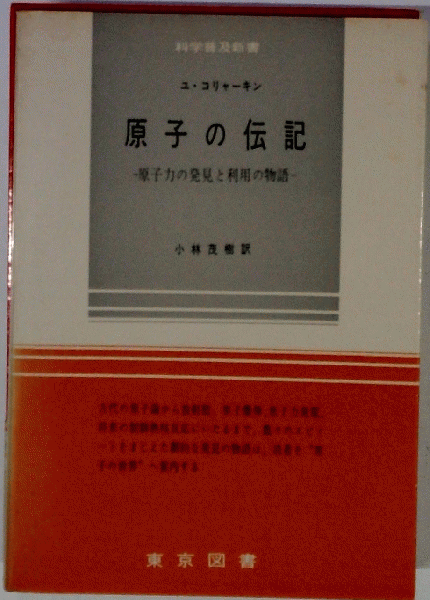 科学普及新書
ユ・コリャーキン
原子の伝記
-原子力の発見と利用の物語-
小林茂樹訳
古代の原子論から放射能、原子爆弾、原子力発電、
将来の制御熱核反応にいたるまで、数々のエピソ
ードをまじえた劇的な発見の物語は、読者を“原
子の世界”へ案内する
東京図書